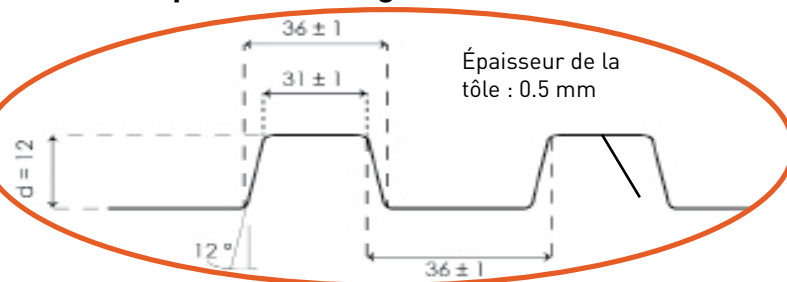 36 ± 1
31 ± 1
Épaisseur de la
tôle : 0.5 mm
d = 12
12 °
36 ± 1